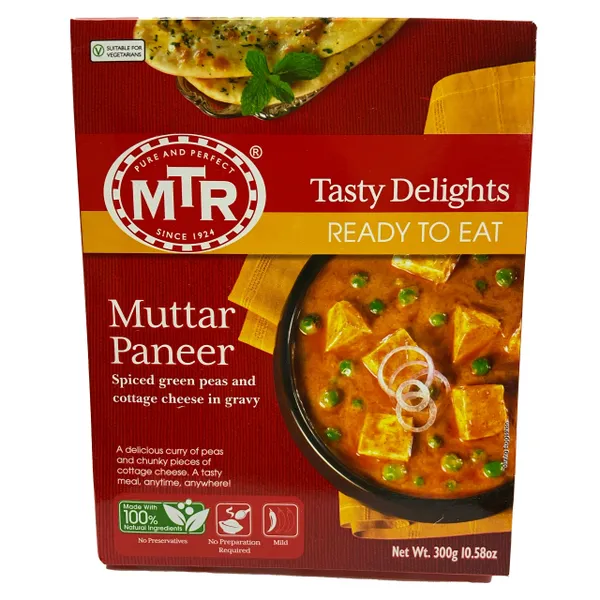 SUITABLE FOR
VEGETARIANS
PURE AND PERFECT
MTR®
SINCE 1924
Tasty Delights
READY TO EAT
Muttar
Paneer
Spiced green peas and
cottage cheese in gravy
A delicious curry of peas
and chunky pieces of
cottage cheese. A tasty
meal, anytime, anywhere!
Made With
100%
Natural Ingredients
No Preservatives
No Preparation
Required
Mild
Net Wt. 300g 10.58oz